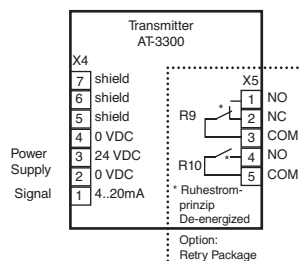 Transmitter
AT-3300
X4
7 shield
6 shield
5 shield
4 0 VDC
Power Supply
3 24 VDC
2 0 VDC
Signal
1 4..20mA
X5
1 NO
R9
*
2 NC
3 COM
R10
*
4 NO
5 COM
* Ruhestrom-
prinzip
De-energized
Option:
Retry Package